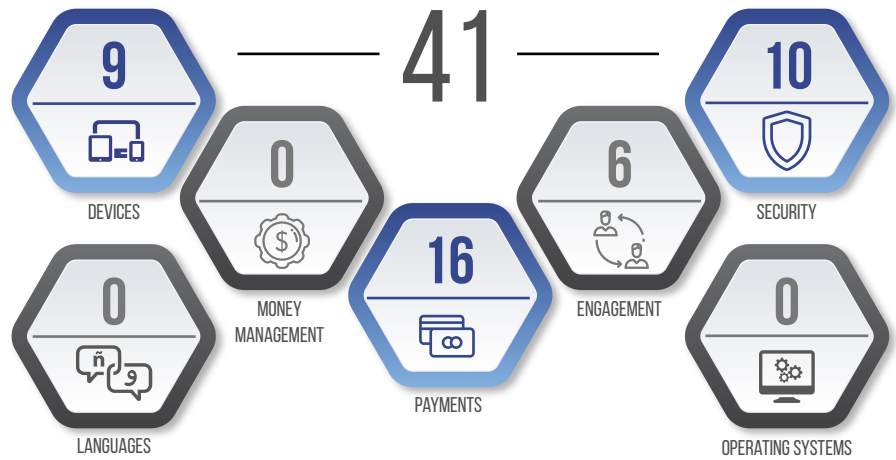 41
9
DEVICES
0
MONEY
MANAGEMENT
16
PAYMENTS
6
ENGAGEMENT
10
SECURITY
0
ñ
و
LANGUAGES
0
OPERATING SYSTEMS
$